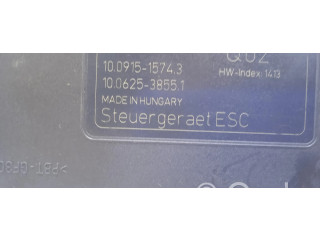 Q02
10.0915-1574.3
HW-Index: 1413
10.0625-3855.1
MADE IN HUNGARY
Steuergeraet ESC